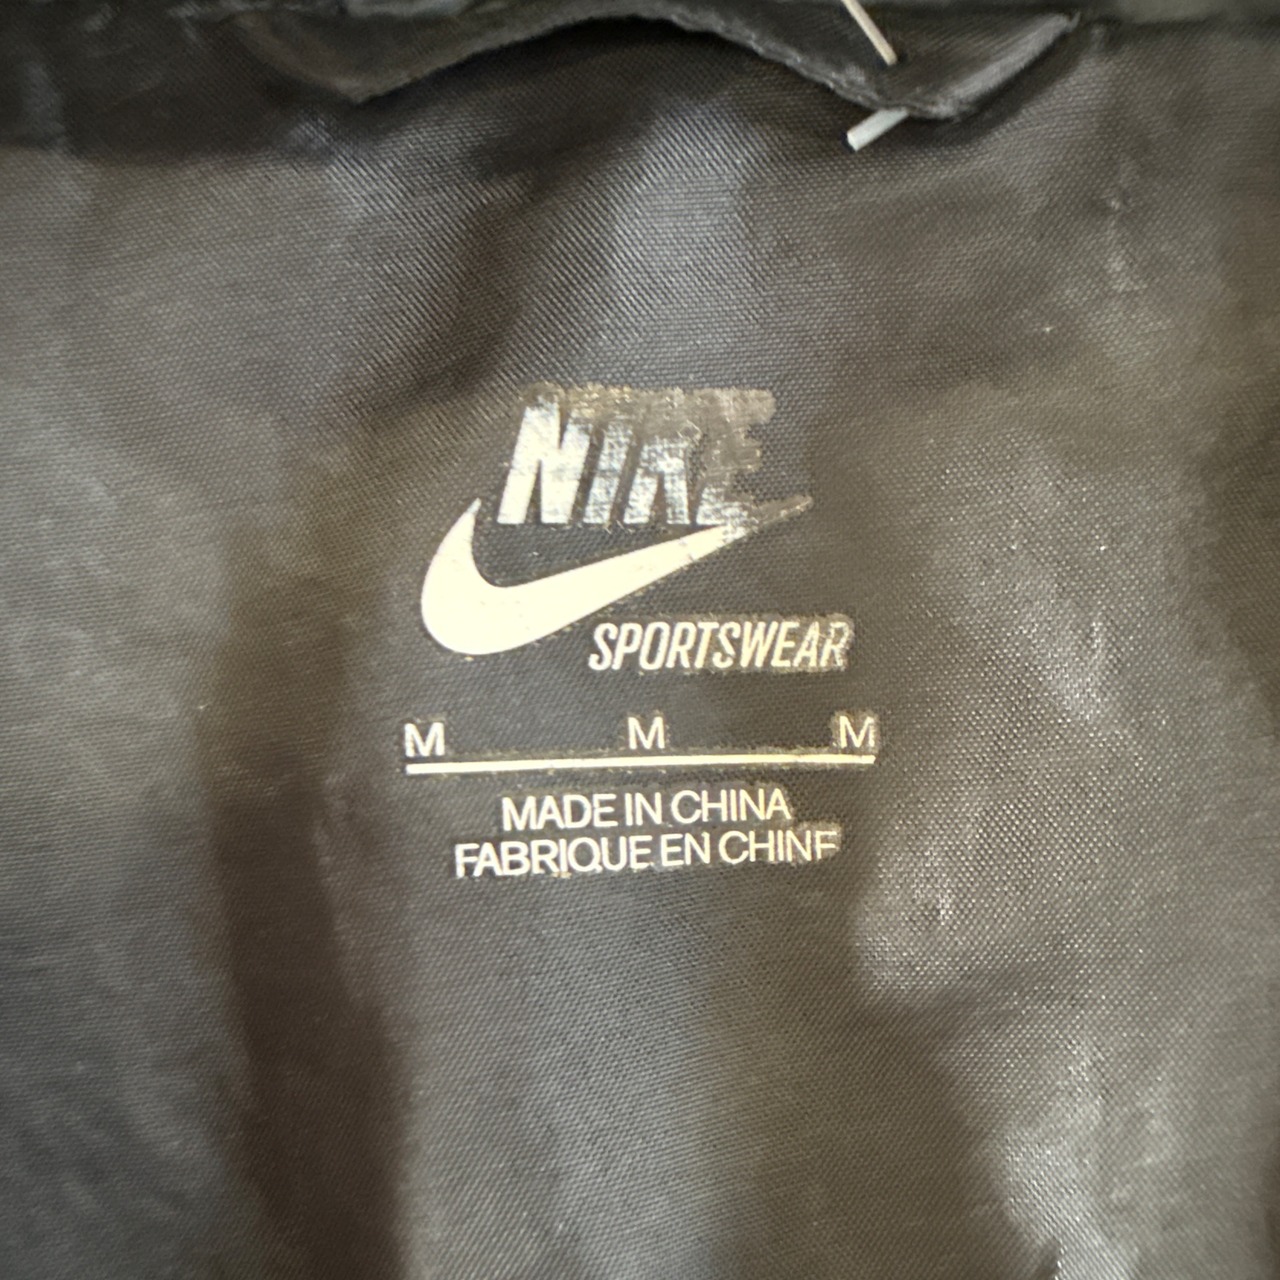 NIKE
SPORTSWEAR
M M M
MADE IN CHINA
FABRIQUE EN CHINE